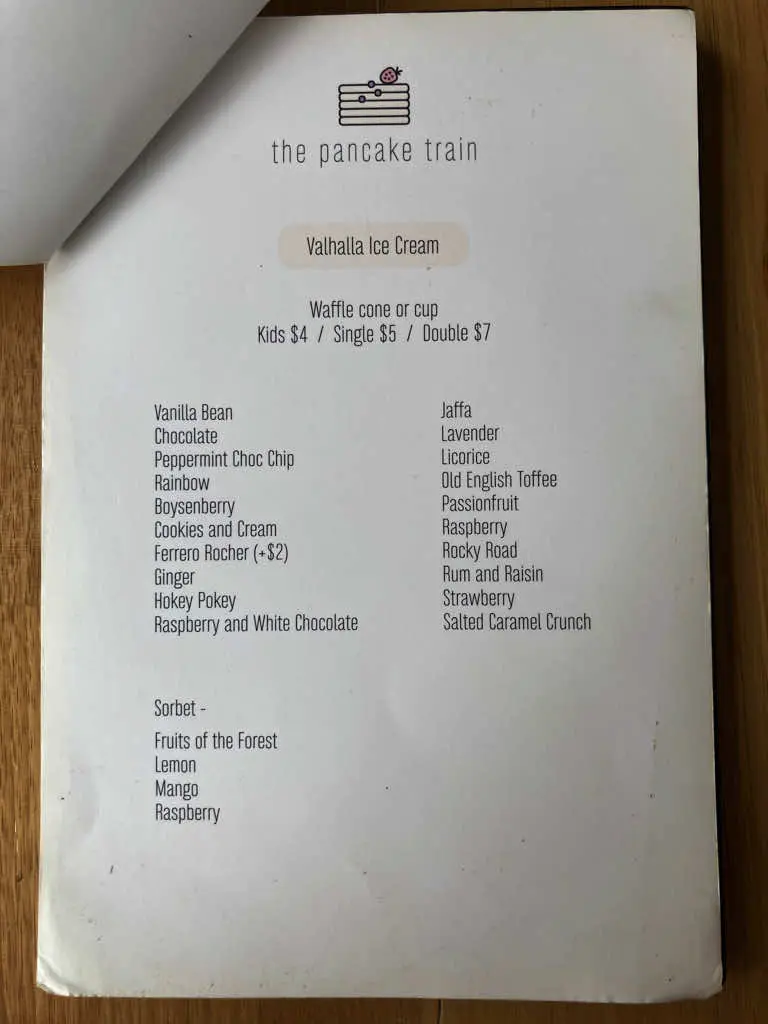 the pancake train
Valhalla Ice Cream
Waffle cone or cup
Kids $4 / Single $5 / Double $7
Vanilla Bean
Chocolate
Peppermint Choc Chip
Rainbow
Boysenberry
Cookies and Cream
Ferrero Rocher (+$2)
Ginger
Hokey Pokey
Raspberry and White Chocolate
Jaffa
Lavender
Licorice
Old English Toffee
Passionfruit
Raspberry
Rocky Road
Rum and Raisin
Strawberry
Salted Caramel Crunch
Sorbet -
Fruits of the Forest
Lemon
Mango
Raspberry